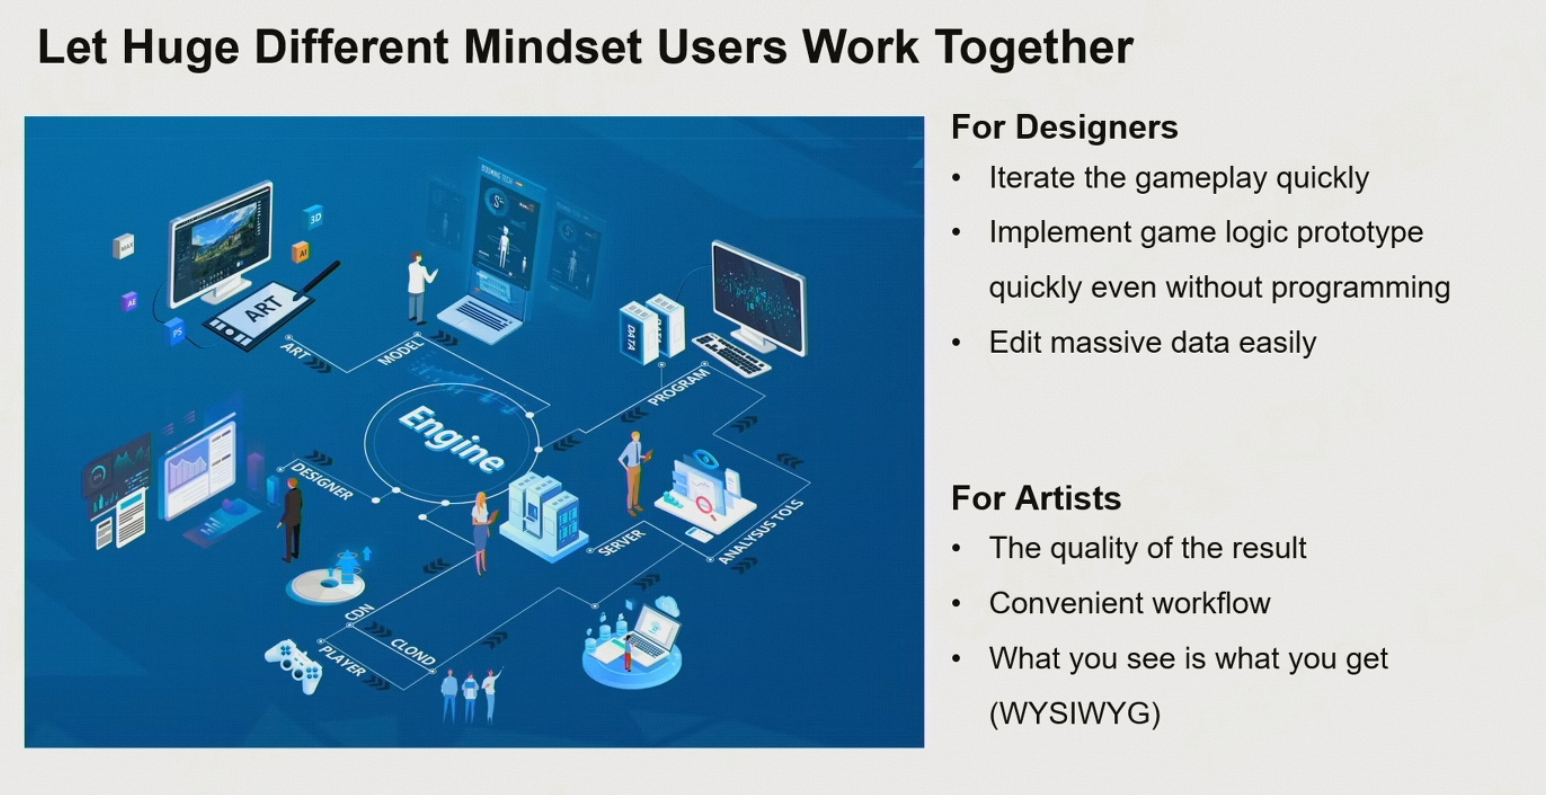 Let Huge Different Mindset Users Work Together
For Designers
• Iterate the gameplay quickly
• Implement game logic prototype
quickly even without programming
• Edit massive data easily
For Artists
• The quality of the result
• Convenient workflow
• What you see is what you get
(WYSIWYG)
MAX
3D
AI
AE
PS
ART
ART
MODEL
DATA
DATA
PROGRAM
Engine
DESIGNER
SERVER
ANALYSUS TOLS
CDN
CLOND
PLAYER